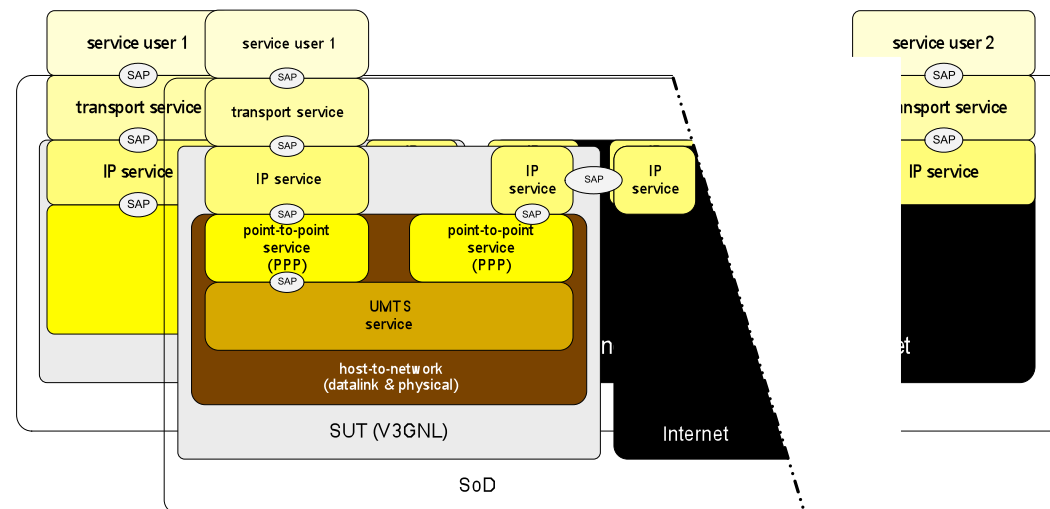 service user 1
service user 1
service user 2
SAP
SAP
SAP
transport service
transport service
nsport service
SAP
SAP
SAP
IP service
IP service
IP
service
SAP
IP
service
IP service
SAP
SAP
SAP
point-to-point
service
(PPP)
point-to-point
service
(PPP)
SAP
UMTS
service
host-to-network
(datalink & physical)
n
et
SUT (V3GNL)
Internet
SoD